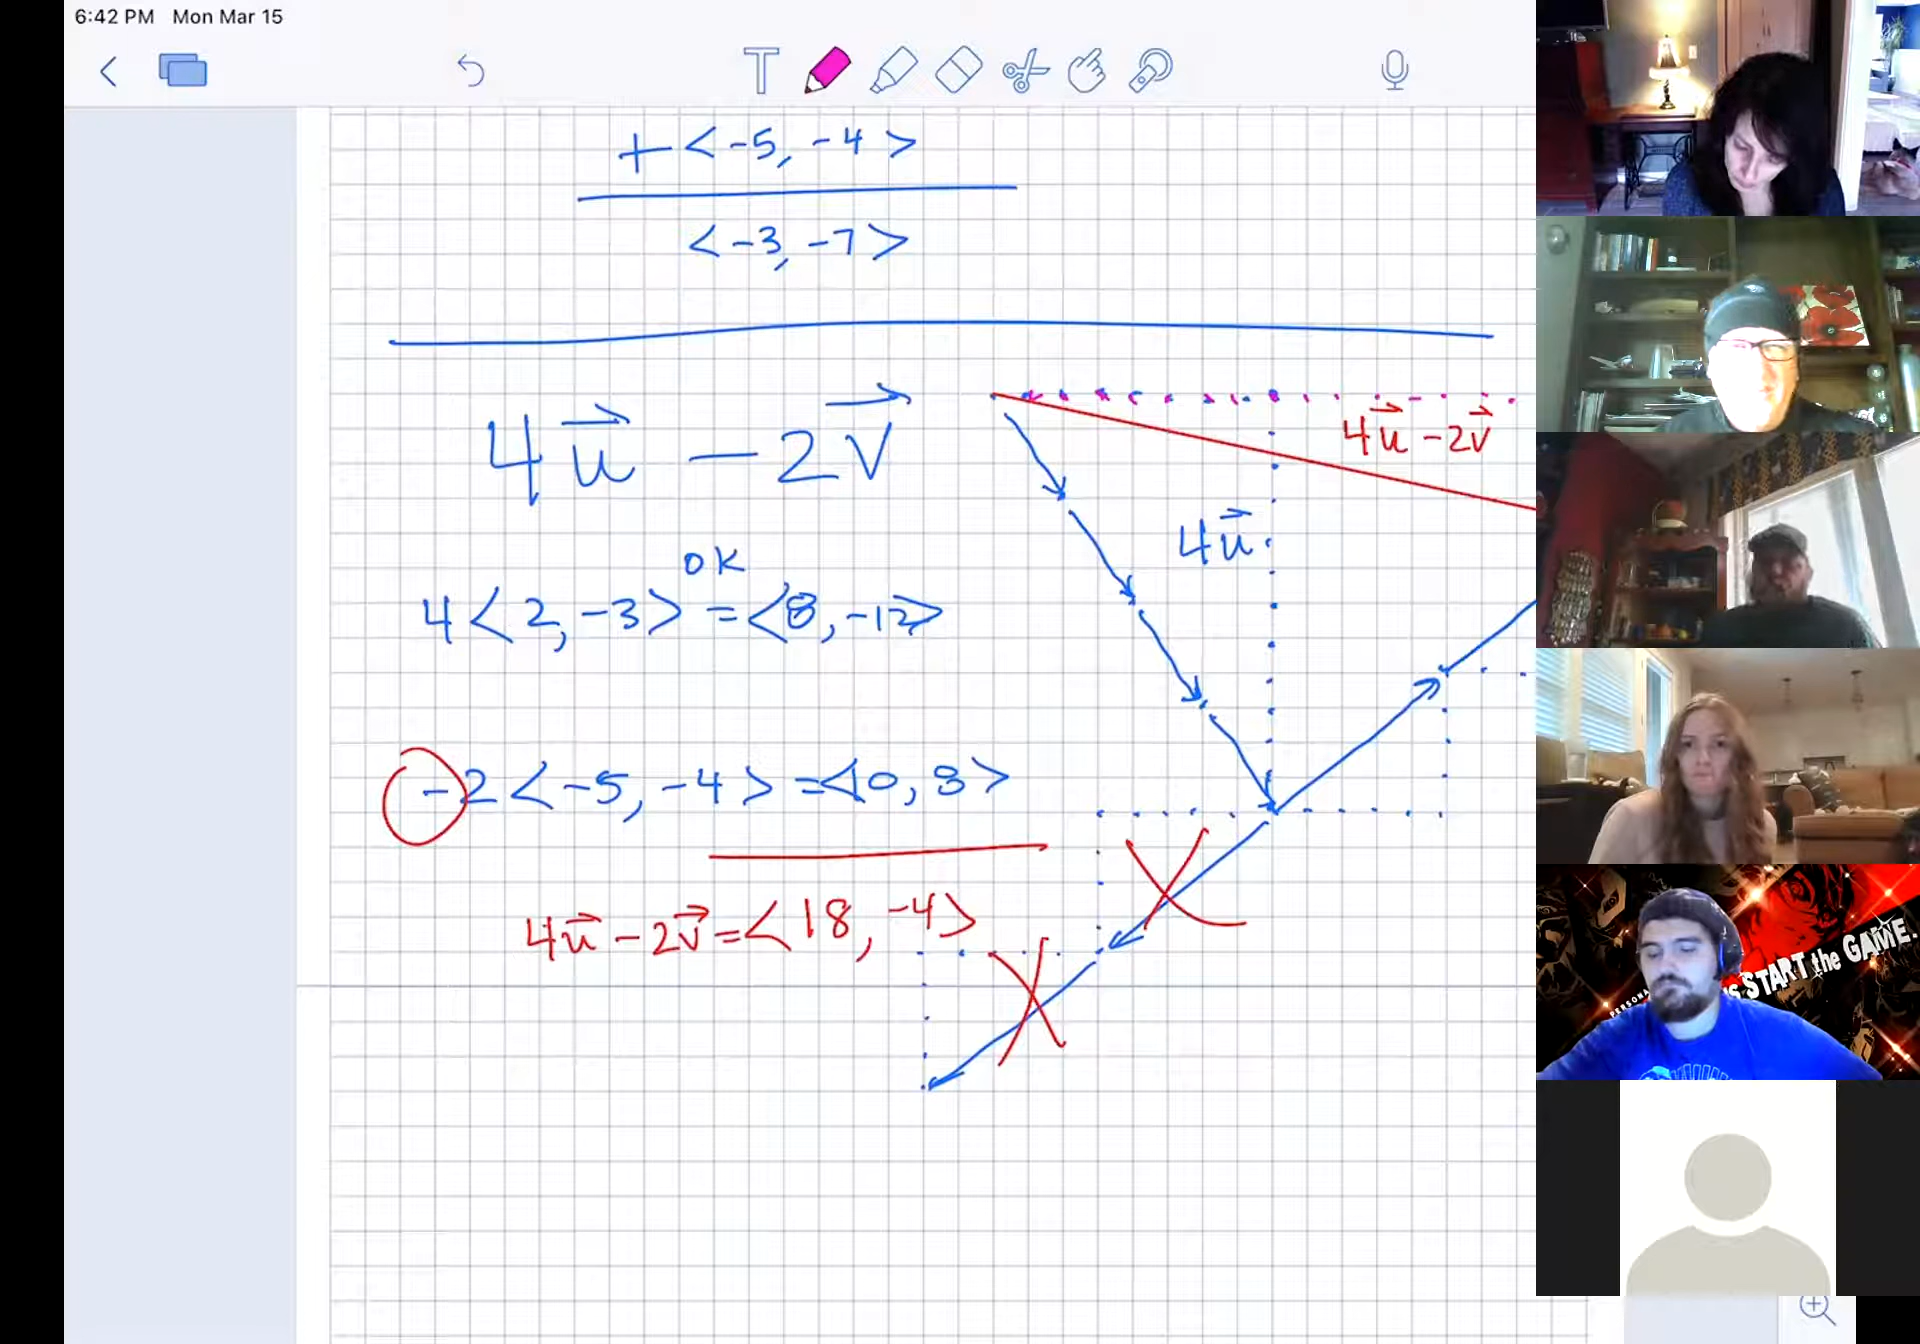 6:42 PM Mon Mar 15
+ < -5, -4 >
< -3, -7 >
4u⃗ - 2v⃗
4u⃗ - 2v⃗
4u⃗
OK
4 < 2, -3 > = <8, -12>
-2 < -5, -4 > = <10, 8 >
4u⃗ - 2v⃗ = < 18, -4>
START the GAME.
PERSONA